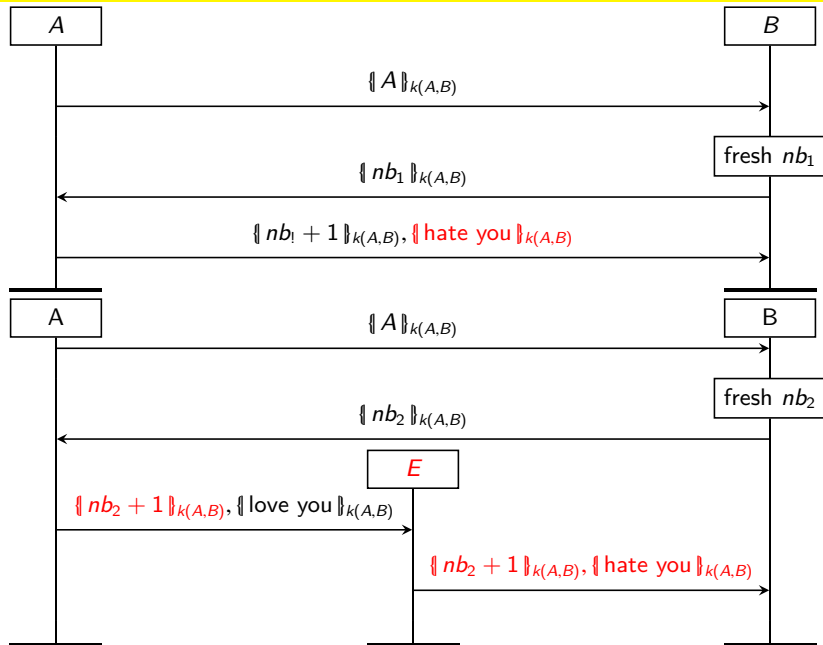 A B
⦃A⦄k(A,B)
fresh nb₁
⦃nb₁⦄k(A,B)
⦃nb! + 1⦄k(A,B), ⦃hate you⦄k(A,B)
A B
⦃A⦄k(A,B)
fresh nb₂
⦃nb₂⦄k(A,B)
E
⦃nb₂ + 1⦄k(A,B), ⦃love you⦄k(A,B)
⦃nb₂ + 1⦄k(A,B), ⦃hate you⦄k(A,B)